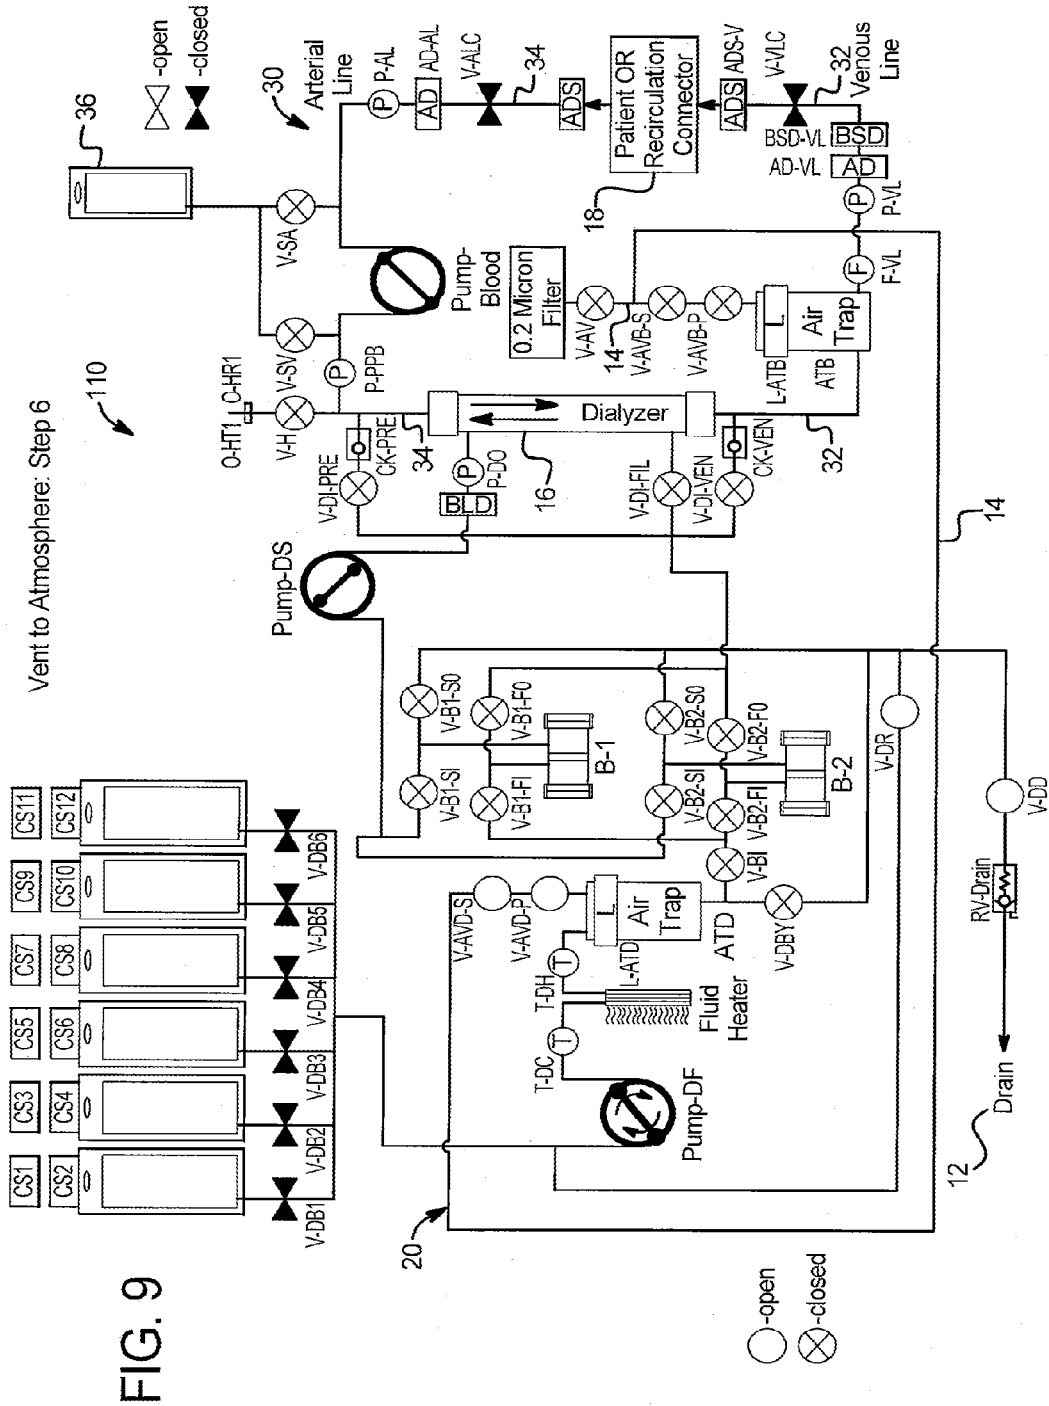 FIG. 9
Vent to Atmosphere: Step 6
110
CS1
CS3
CS5
CS7
CS9
CS11
CS2
CS4
CS6
CS8
CS10
CS12
V-DB1
V-DB2
V-DB3
V-DB4
V-DB5
V-DB6
36
-open
-closed
30
Arterial
Line
O-HT1
O-HR1
V-H
V-SV
V-SA
P-PPB
Pump-
Blood
P
P
P-AL
AD
AD-AL
V-ALC
34
ADS
Patient OR
Recirculation
Connector
18
ADS
ADS-V
V-VLC
32
Venous
Line
BSD-VL
BSD
AD-VL
AD
P
P-VL
F
F-VL
0.2 Micron
Filter
V-AV
14
V-AVB-S
V-AVB-P
L
L-ATB
Air
Trap
ATB
V-DI-PRE
CK-PRE
34
Dialyzer
16
P
P-DO
BLD
V-DI-FIL
V-DI-VEN
CK-VEN
32
14
Pump-DS
V-B1-SI
V-B1-S0
V-B1-FI
V-B1-F0
B-1
V-B2-SI
V-B2-S0
V-B2-FI
V-B2-F0
B-2
V-BI
V-DBY
V-DR
V-DD
RV-Drain
Drain
12
20
V-AVD-S
V-AVD-P
L
L-ATD
Air
Trap
ATD
T
T-DH
T
T-DC
Fluid
Heater
Pump-DF
-open
-closed